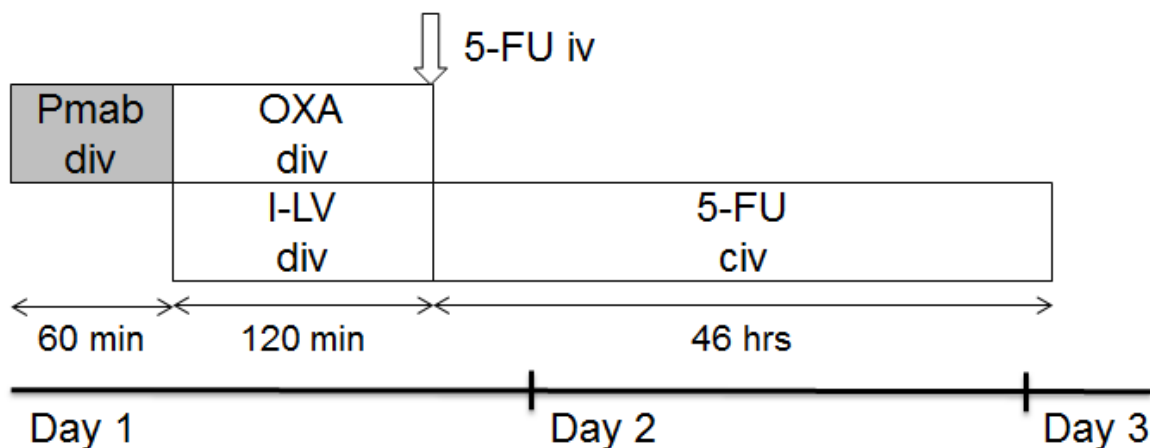 5-FU iv
Pmab
div
OXA
div
l-LV
div
5-FU
civ
60 min
120 min
46 hrs
Day 1
Day 2
Day 3